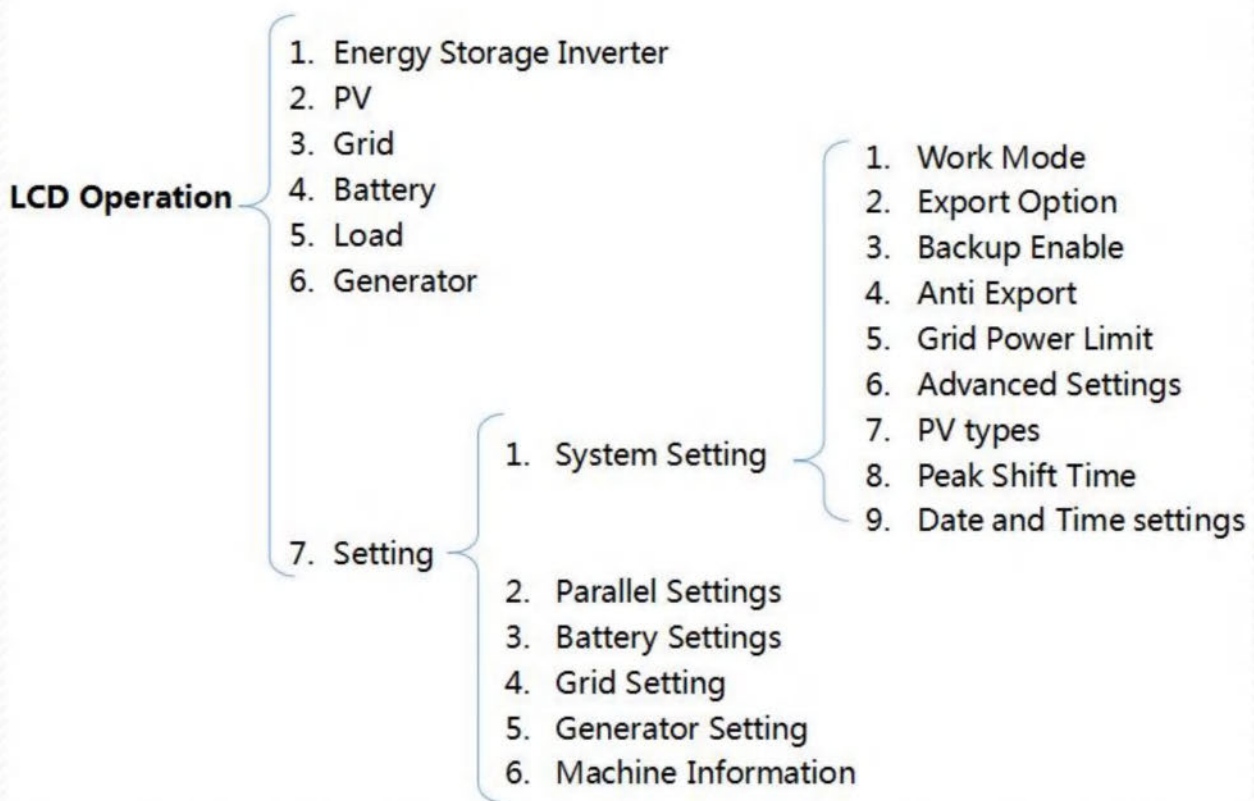 LCD Operation
1. Energy Storage Inverter
2. PV
3. Grid
4. Battery
5. Load
6. Generator
7. Setting
1. System Setting
1. Work Mode
2. Export Option
3. Backup Enable
4. Anti Export
5. Grid Power Limit
6. Advanced Settings
7. PV types
8. Peak Shift Time
9. Date and Time settings
2. Parallel Settings
3. Battery Settings
4. Grid Setting
5. Generator Setting
6. Machine Information